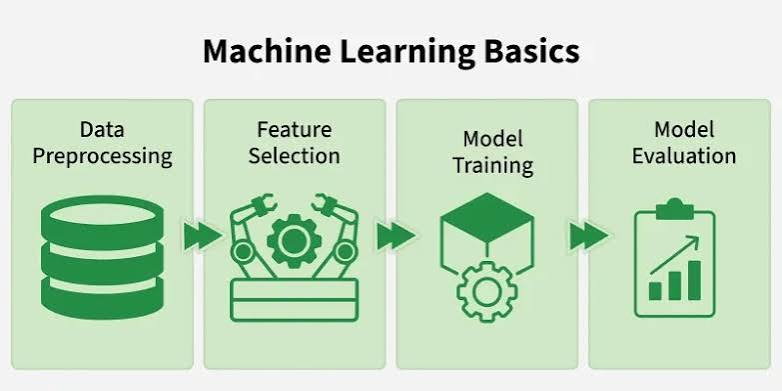 Machine Learning Basics
Data
Preprocessing
Feature
Selection
Model
Training
Model
Evaluation